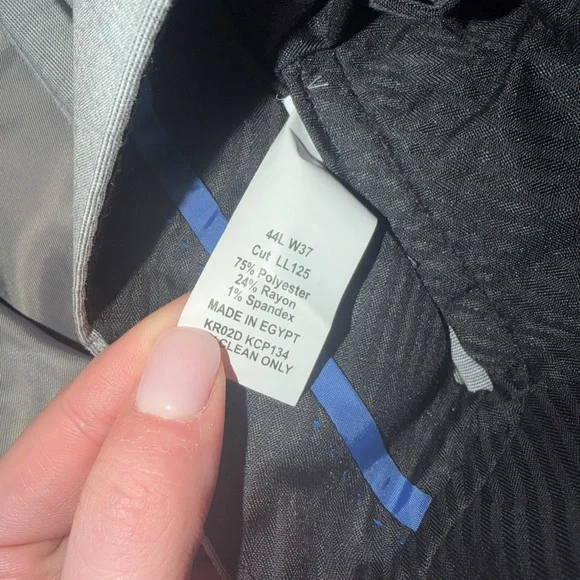 44L W37
Cut LL125
75% Polyester
24% Rayon
1% Spandex
MADE IN EGYPT
KR02D KCP134
CLEAN ONLY